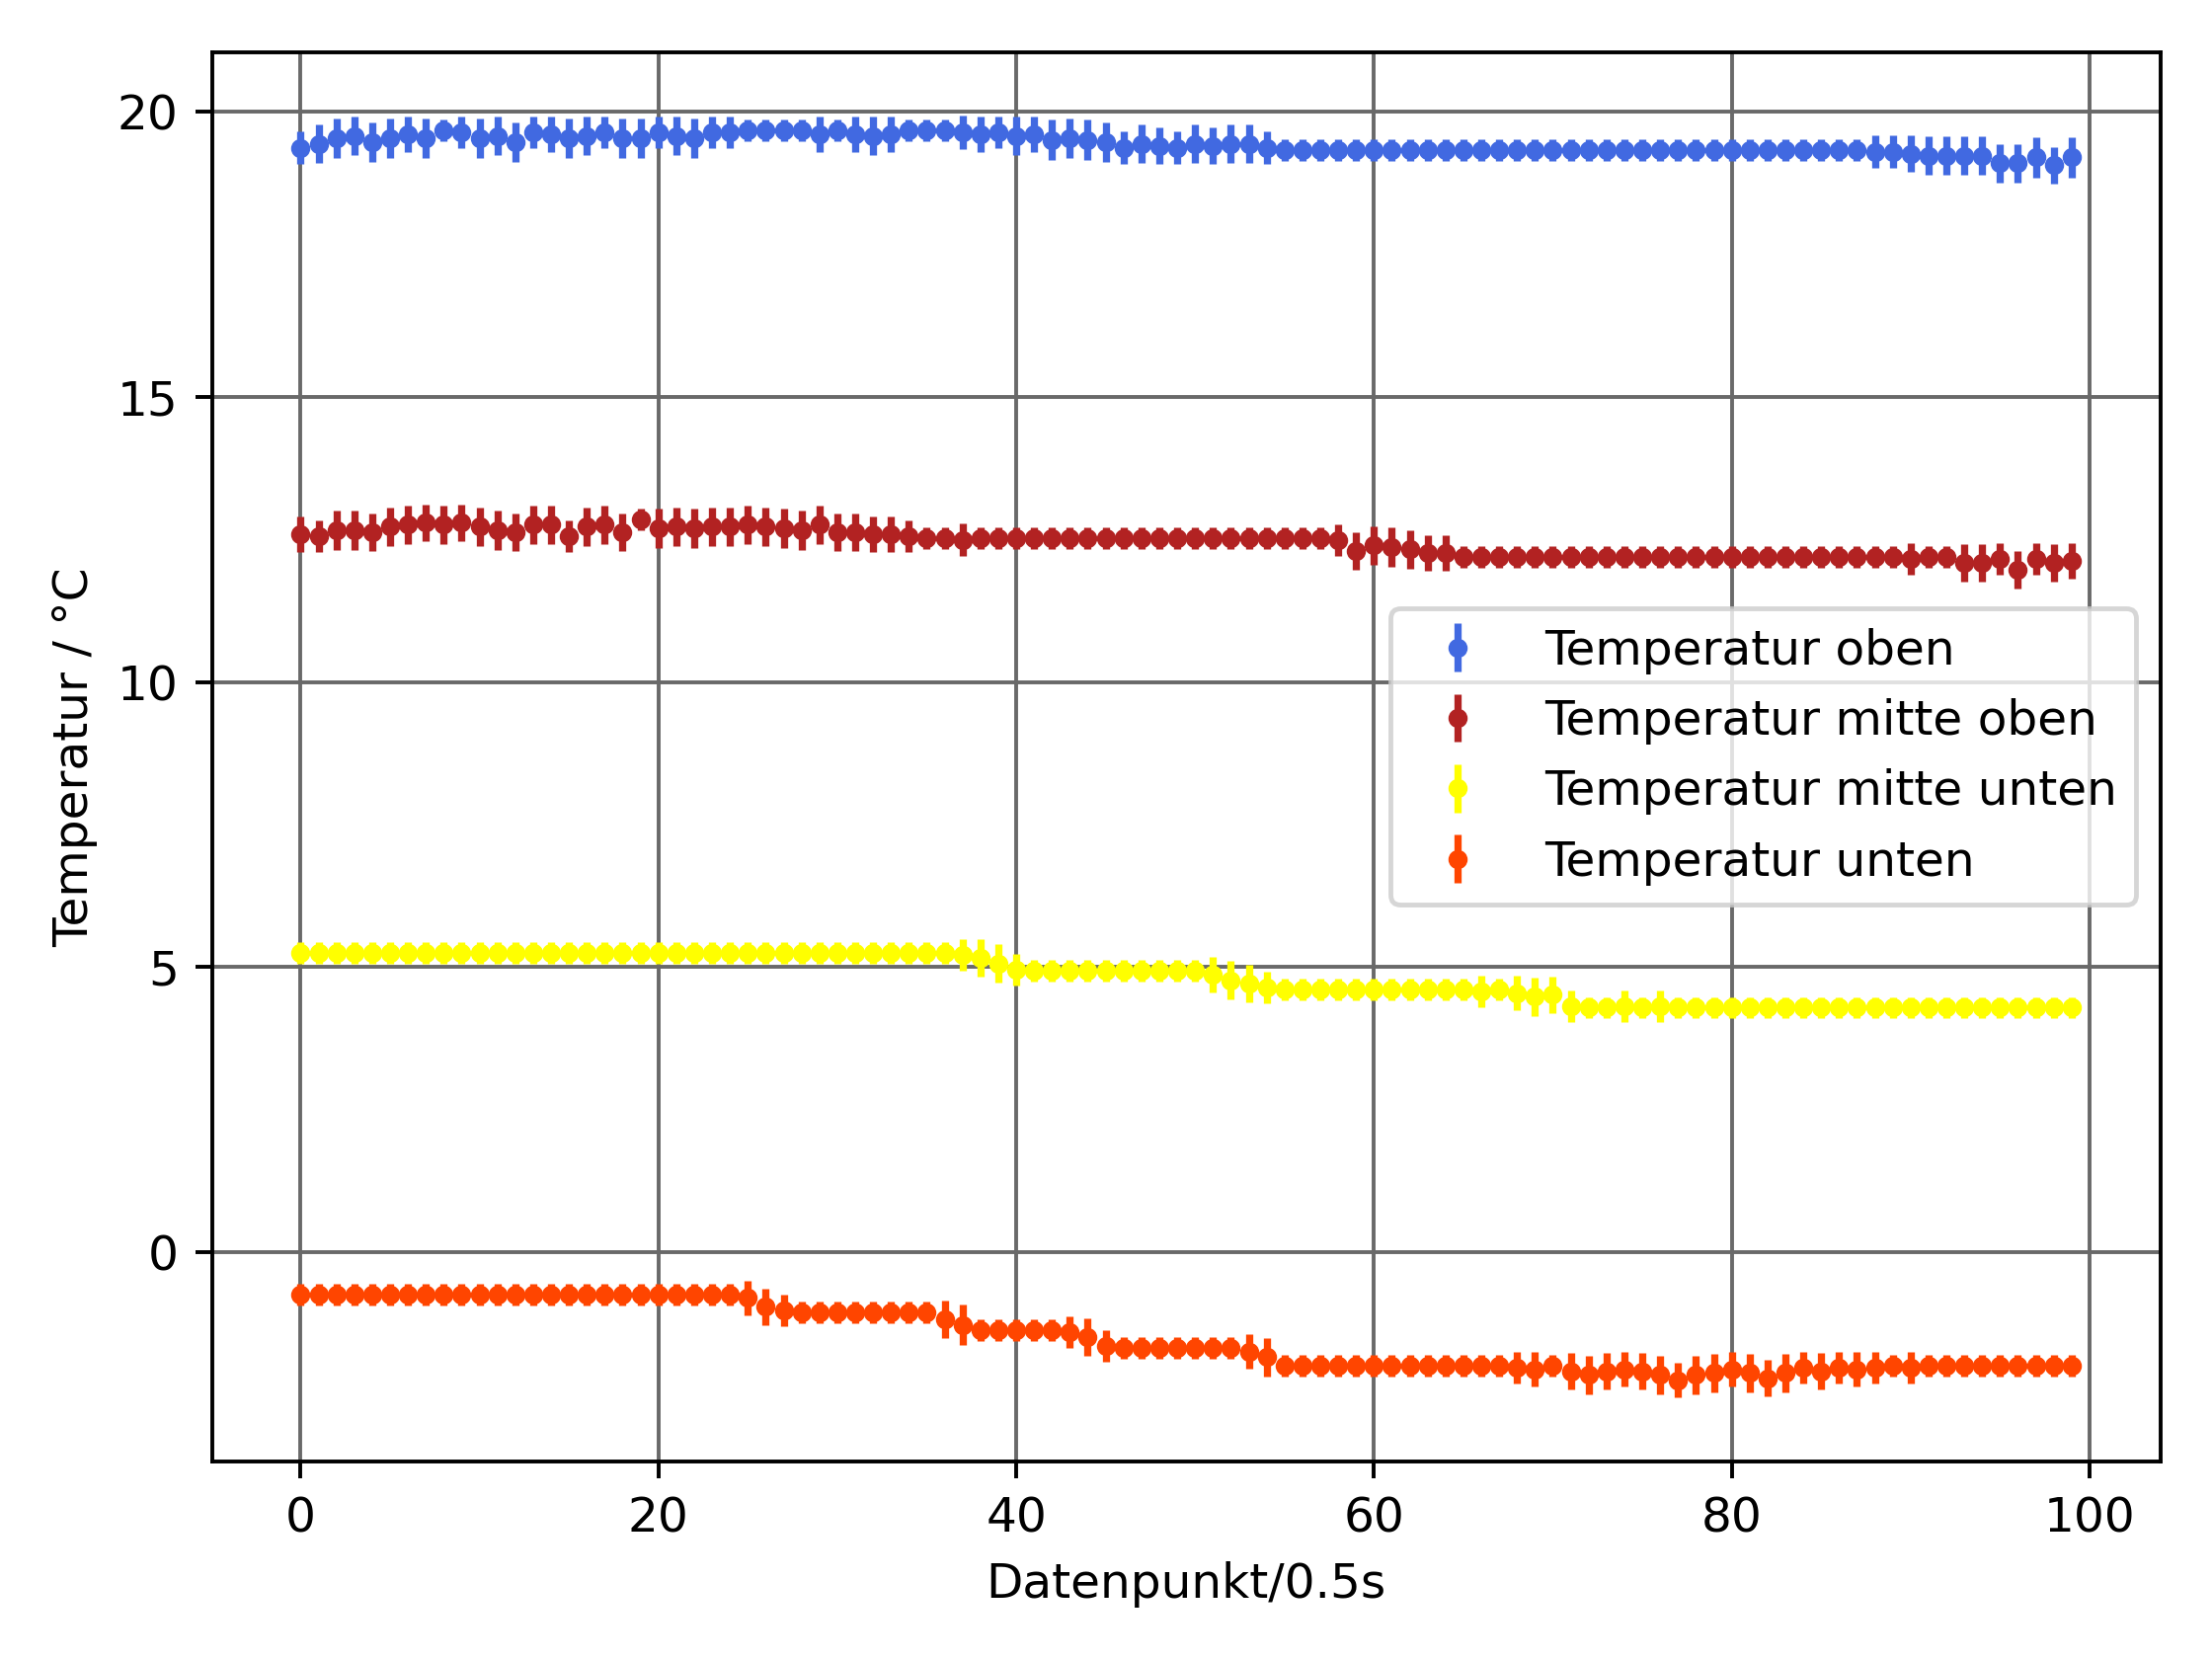 20
15
10
5
0
Temperatur / °C
Temperatur oben
Temperatur mitte oben
Temperatur mitte unten
Temperatur unten
0 20 40 60 80 100
Datenpunkt/0.5s